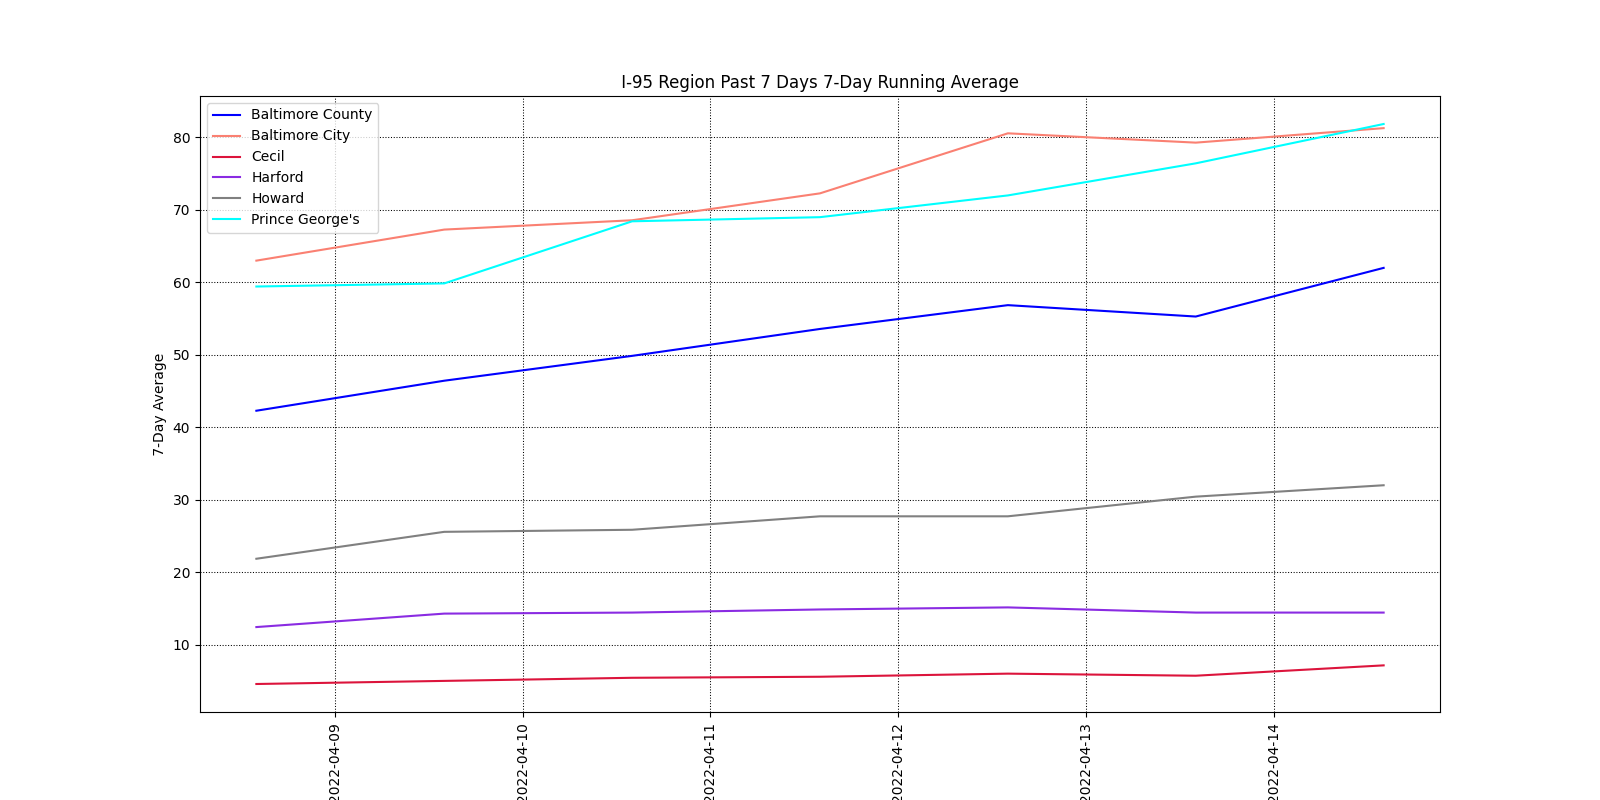 I-95 Region Past 7 Days 7-Day Running Average
Baltimore County
Baltimore City
Cecil
Harford
Howard
Prince George's
7-Day Average
80
70
60
50
40
30
20
10
2022-04-09
2022-04-10
2022-04-11
2022-04-12
2022-04-13
2022-04-14